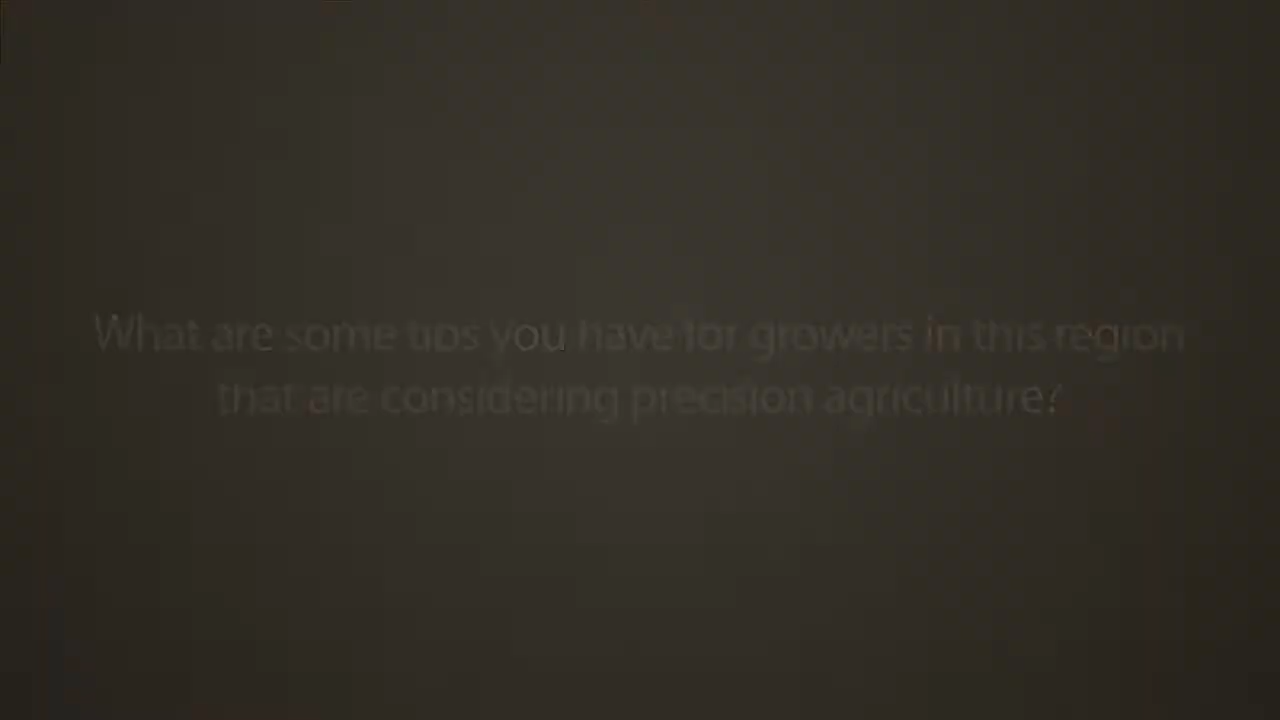 What are some tips you have for growers in this region
that are considering precision agriculture?